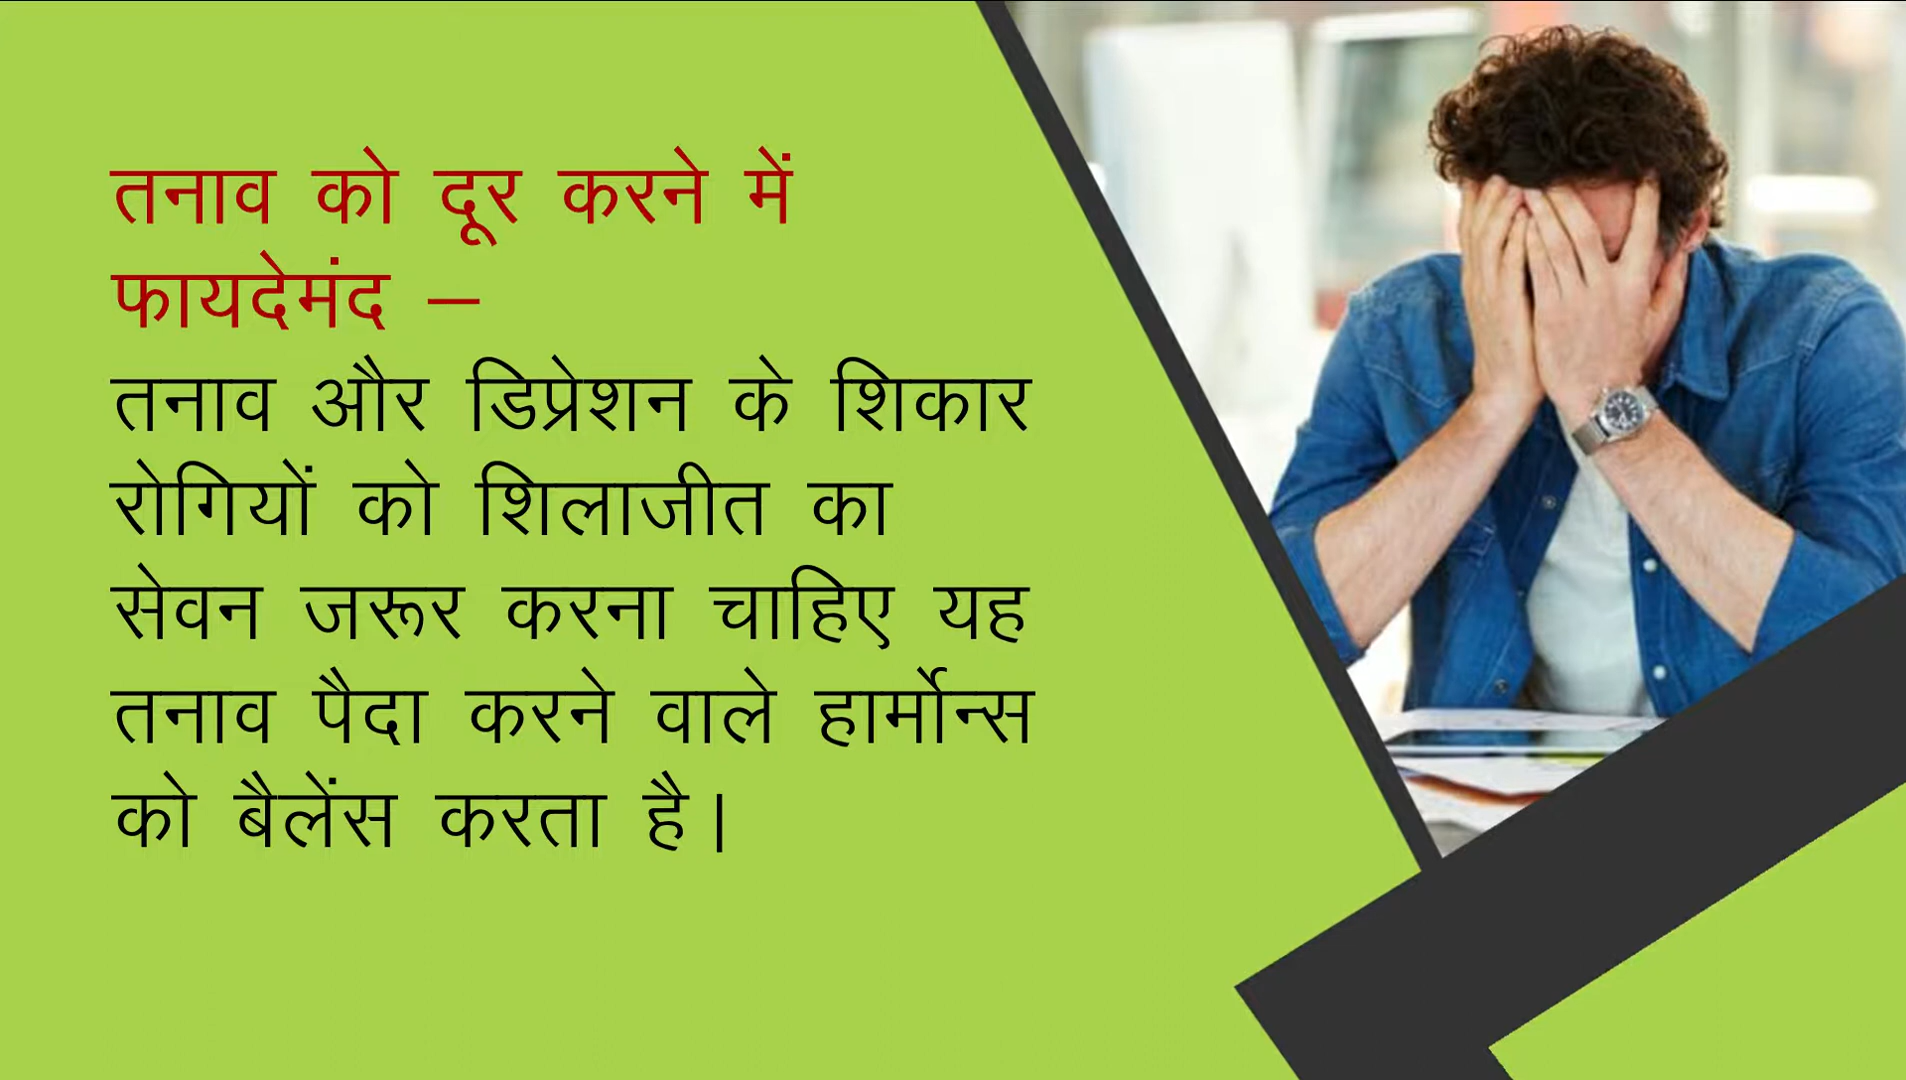 तनाव को दूर करने में
फायदेमंद –
तनाव और डिप्रेशन के शिकार
रोगियों को शिलाजीत का
सेवन जरूर करना चाहिए यह
तनाव पैदा करने वाले हार्मोन्स
को बैलेंस करता है।